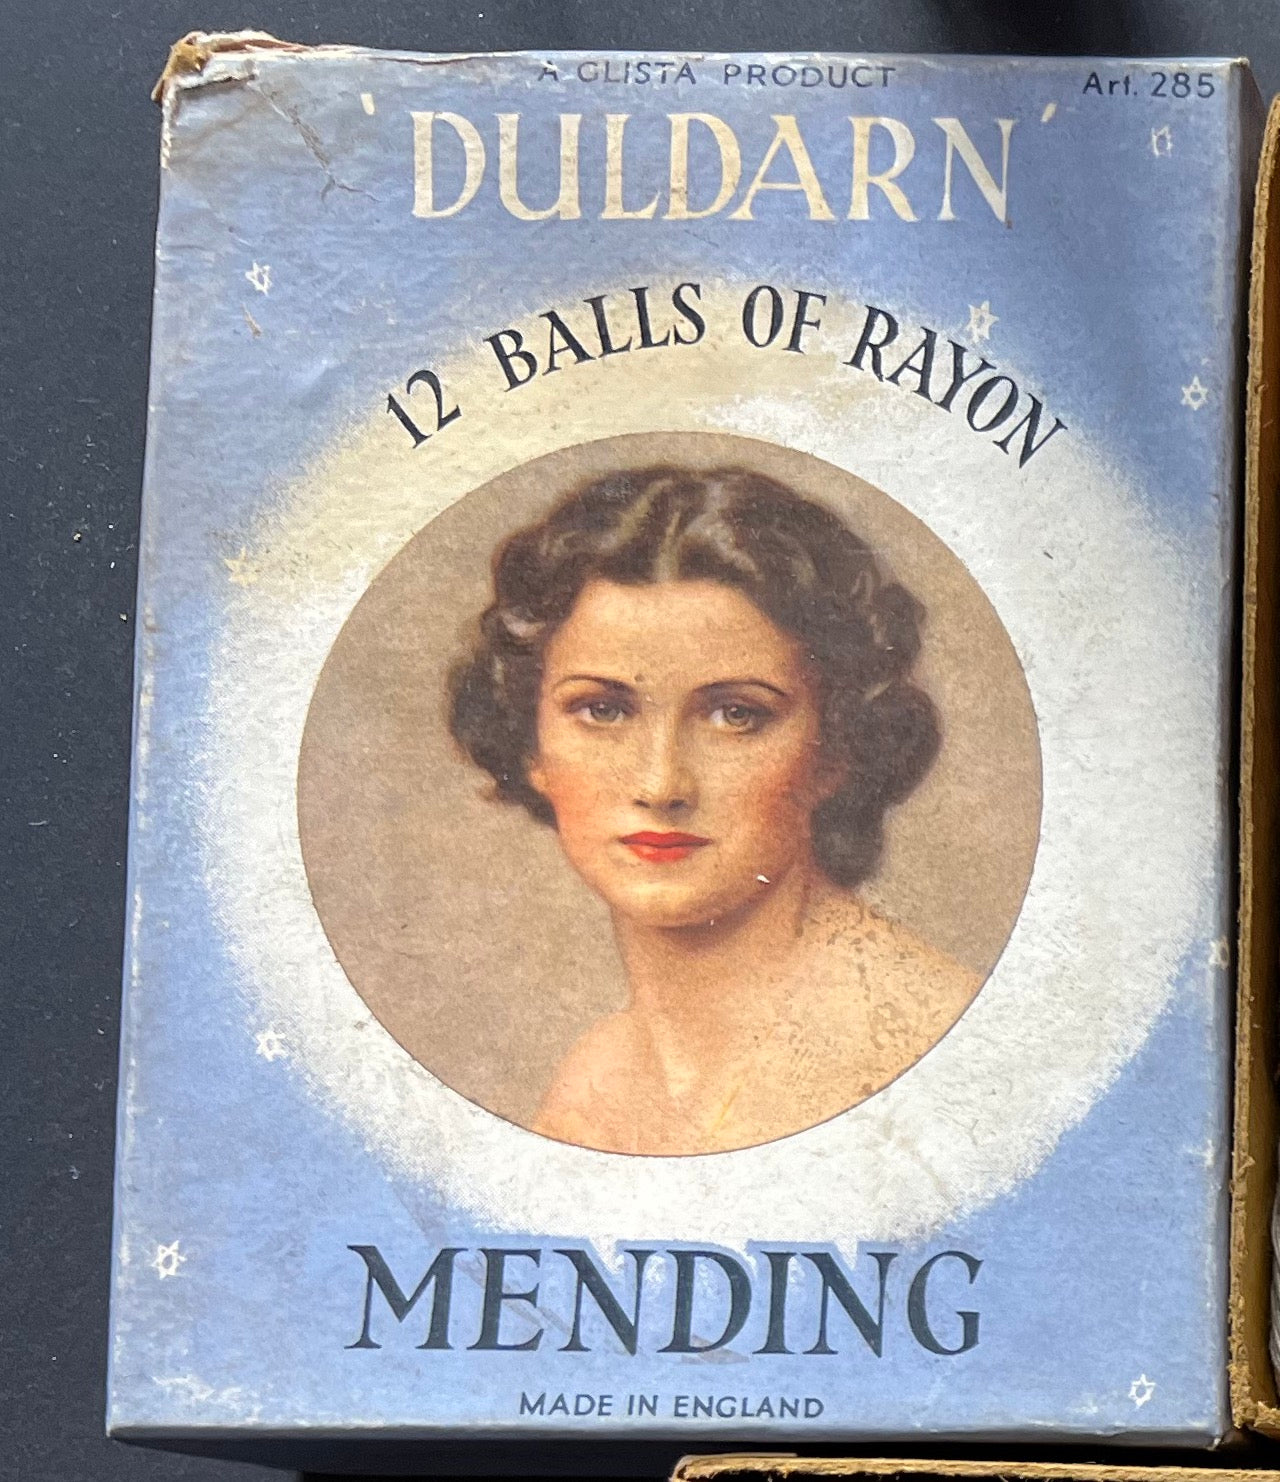 A GLISTA PRODUCT
Art. 285
'DULDARN'
12 BALLS OF RAYON
MENDING
MADE IN ENGLAND